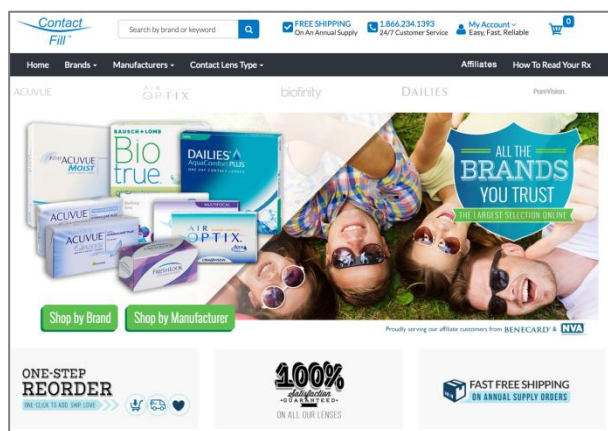 Contact
Fill
Search by brand or keyword
FREE SHIPPING
On An Annual Supply
1.866.234.1393
24/7 Customer Service
My Account
Easy, Fast, Reliable
0
Home
Brands
Manufacturers
Contact Lens Type
Affiliates
How To Read Your Rx
ACUVUE
AIR
OPTIX
biofinity
DAILIES
PureVision
BAUSCH + LOMB
Bio
true
ACUVUE
MOIST
DAILIES
AquaComfort PLUS
ONE-DAY CONTACT LENSES
MULTIFOCAL
ACUVUE
ACUVUE
OASYS
AIR
OPTIX
FRESHLOOK
ALL THE
BRANDS
YOU TRUST
THE LARGEST SELECTION ONLINE
Shop by Brand
Shop by Manufacturer
Proudly serving our affiliate customers from BENECARD & NVA
ONE-STEP
REORDER
ONE-CLICK TO ADD SHIP LOVE
100%
Satisfaction
GUARANTEED
ON ALL OUR LENSES
FAST FREE SHIPPING
ON ANNUAL SUPPLY ORDERS